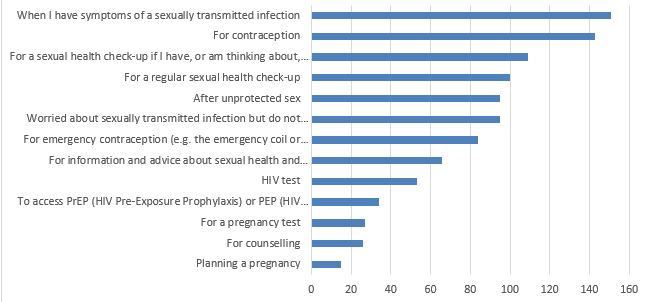 When I have symptoms of a sexually transmitted infection
For contraception
For a sexual health check-up if I have, or am thinking about,...
For a regular sexual health check-up
After unprotected sex
Worried about sexually transmitted infection but do not...
For emergency contraception (e.g. the emergency coil or...
For information and advice about sexual health and...
HIV test
To access PrEP (HIV Pre-Exposure Prophylaxis) or PEP (HIV...
For a pregnancy test
For counselling
Planning a pregnancy
0 20 40 60 80 100 120 140 160